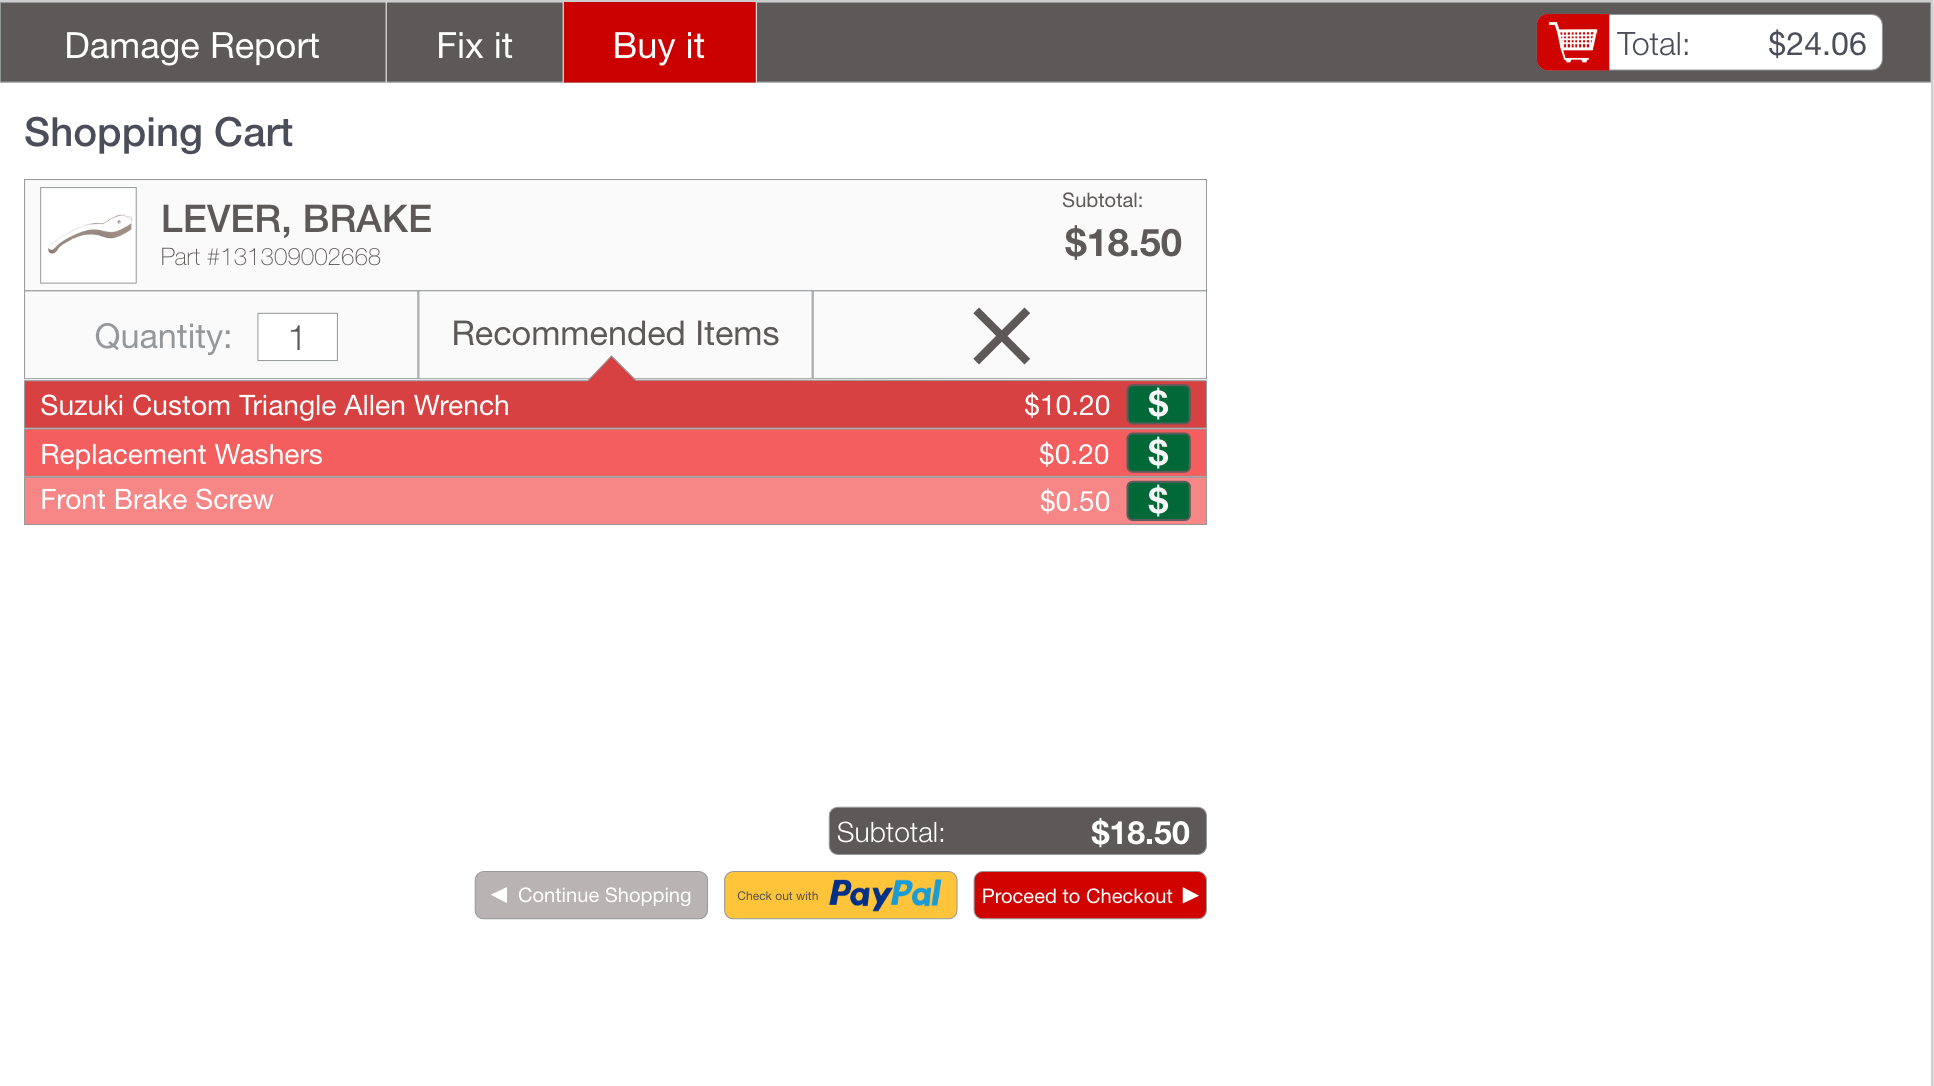 Damage Report
Fix it
Buy it
Total: $24.06
Shopping Cart
LEVER, BRAKE
Part #131309002668
Subtotal:
$18.50
Quantity: 1
Recommended Items
Suzuki Custom Triangle Allen Wrench $10.20 $
Replacement Washers $0.20 $
Front Brake Screw $0.50 $
Subtotal: $18.50
Continue Shopping
Check out with PayPal
Proceed to Checkout